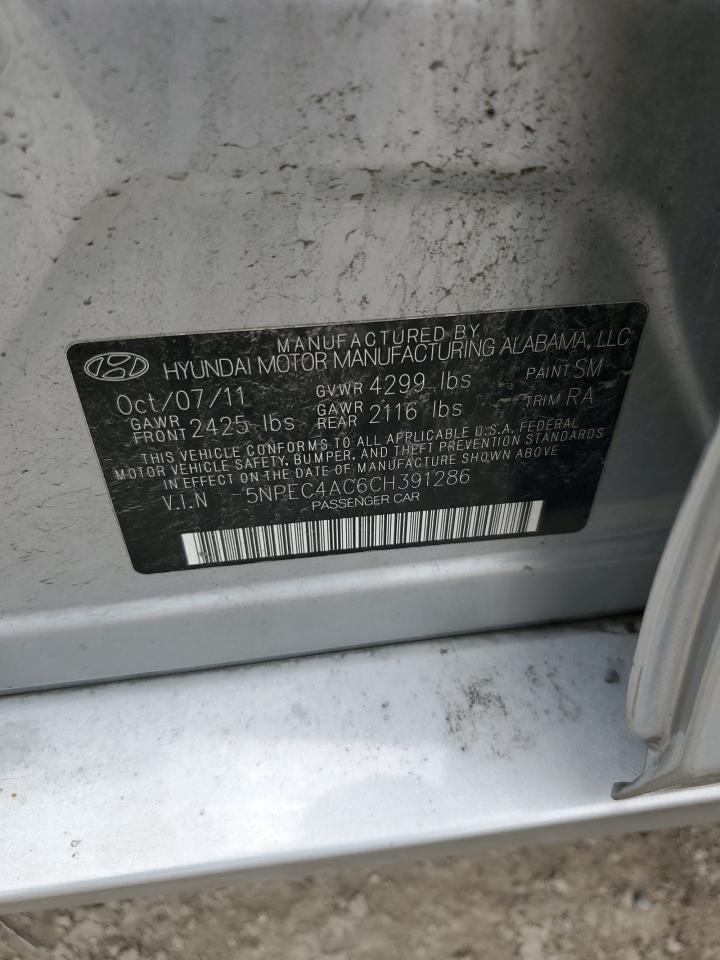 MANUFACTURED BY
HYUNDAI MOTOR MANUFACTURING ALABAMA, LLC
Oct/07/11 GVWR 4299 lbs PAINT SM
GAWR FRONT 2425 lbs GAWR REAR 2116 lbs TRIM RA
THIS VEHICLE CONFORMS TO ALL APPLICABLE U.S.A. FEDERAL
MOTOR VEHICLE SAFETY, BUMPER, AND THEFT PREVENTION STANDARDS
IN EFFECT ON THE DATE OF MANUFACTURE SHOWN ABOVE
V.I.N 5NPEC4AC6CH391286
PASSENGER CAR